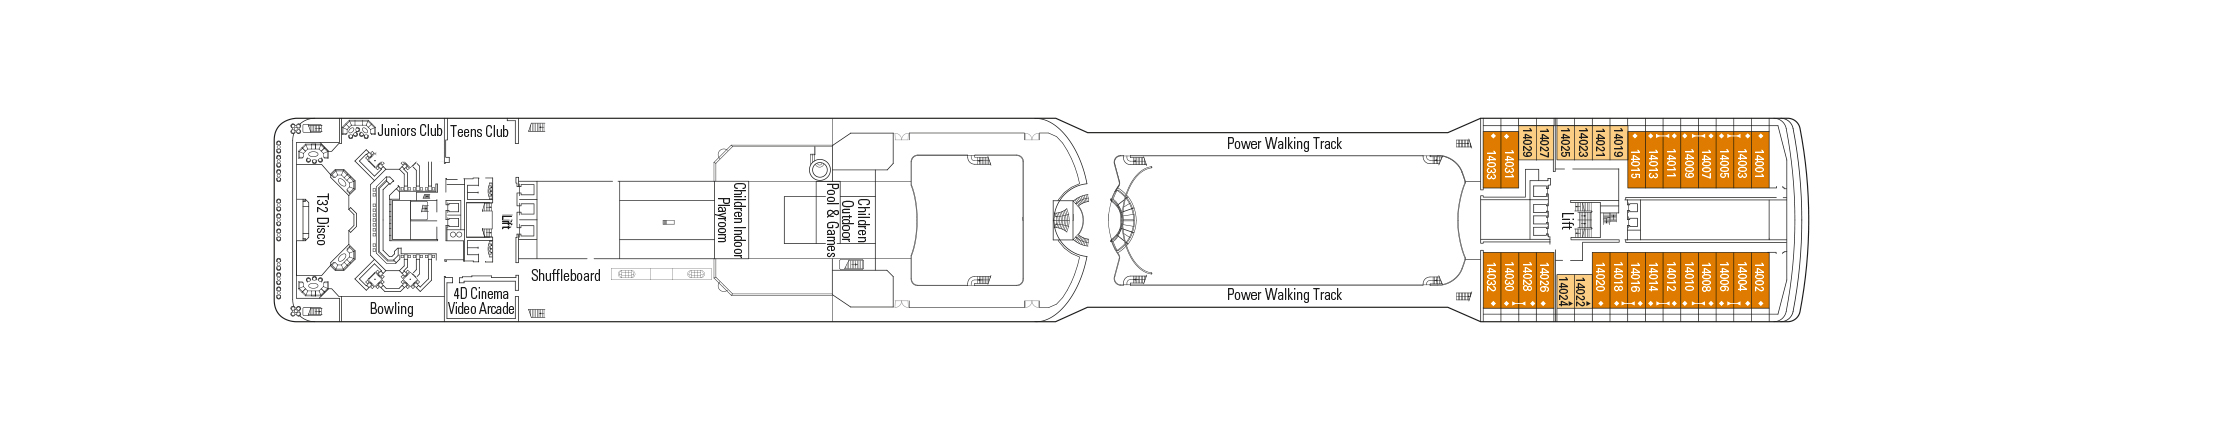 Juniors Club
Teens Club
T32 Disco
Bowling
4D Cinema
Video Arcade
Lift
Shuffleboard
Children Indoor
Playroom
Children
Outdoor
Pool & Games
Power Walking Track
Power Walking Track
14033
14031
14029
14027
14025
14023
14021
14019
14015
14013
14011
14009
14007
14005
14003
14001
Lift
14032
14030
14028
14026
14024
14022
14020
14018
14016
14014
14012
14010
14008
14006
14004
14002